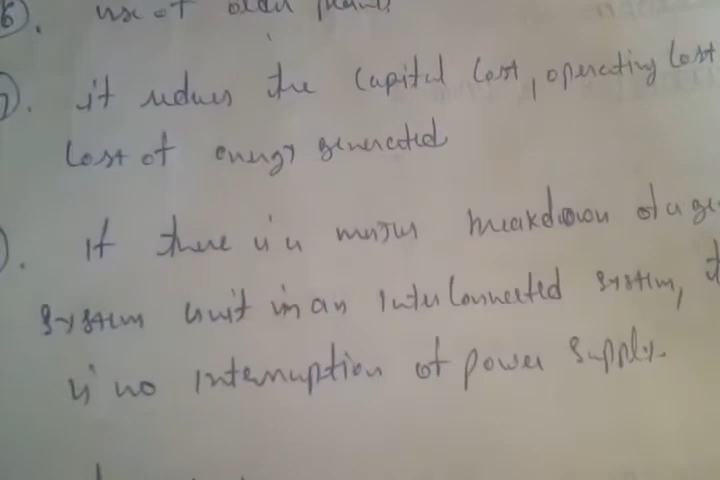 6). use of older plants
). it reduces the capital cost, operating cost
cost of energy generated
). if there is a major breakdown of a ge
system unit in an interconnected system,
is no interruption of power supply.